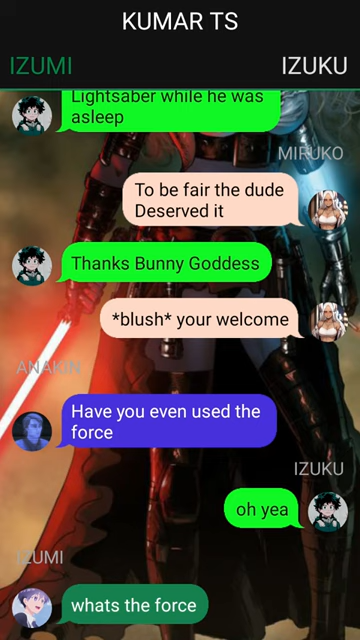 KUMAR TS
IZUMI
IZUKU
Lightsaber while he was
asleep
MIRUKO
To be fair the dude
Deserved it
Thanks Bunny Goddess
*blush* your welcome
ANAKIN
Have you even used the
force
IZUKU
oh yea
IZUMI
whats the force